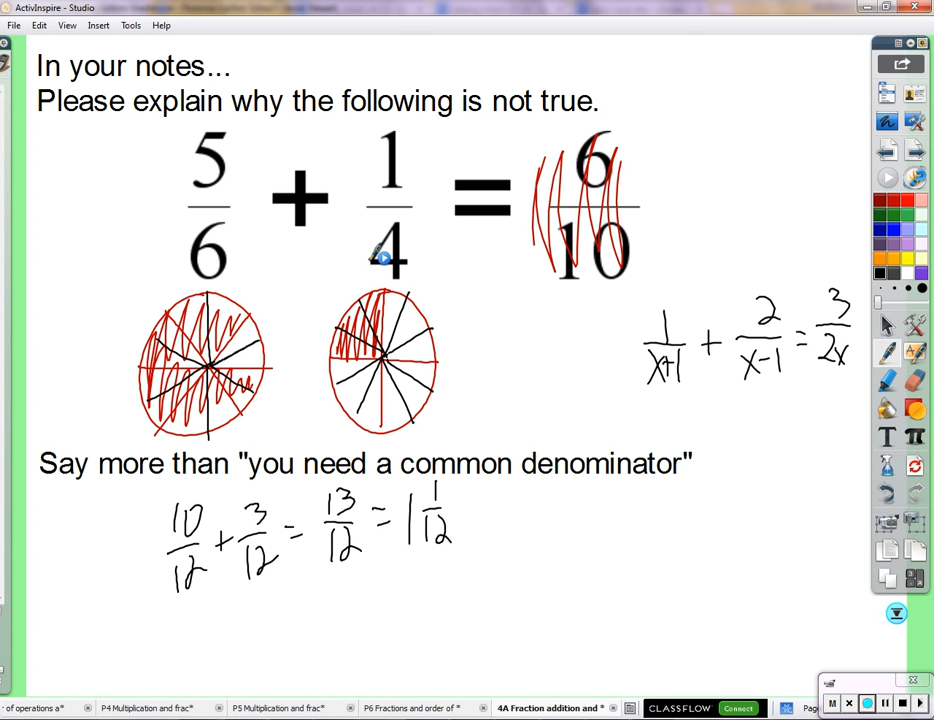 ActivInspire - Studio
File Edit View Insert Tools Help
In your notes...
Please explain why the following is not true.
5/6 + 1/4 = 6/10
1/(x+1) + 2/(x-1) = 3/2x
Say more than "you need a common denominator"
10/12 + 3/12 = 13/12 = 1 1/12
r of operations a* P4 Multiplication and frac* P5 Multiplication and frac* P6 Fractions and order of * 4A Fraction addition and * CLASSFLOW Connect Pag